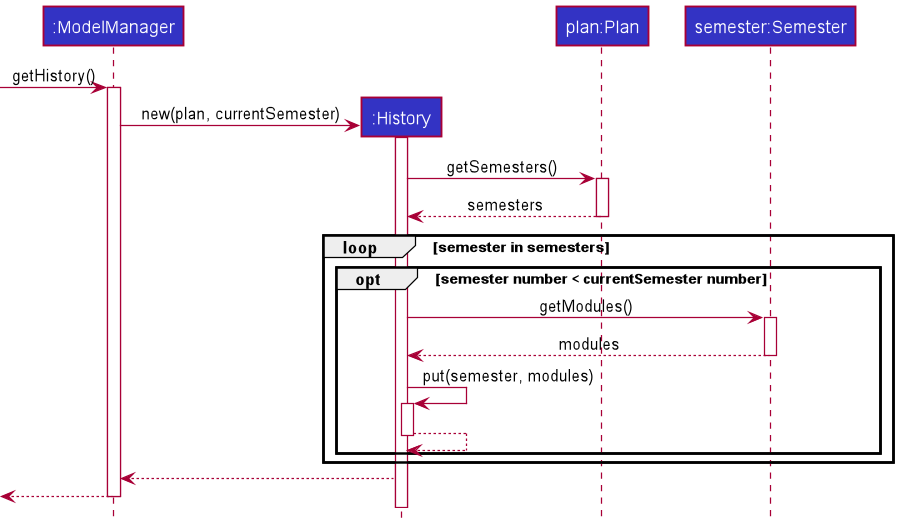 :ModelManager
plan:Plan
semester:Semester
getHistory()
new(plan, currentSemester)
:History
getSemesters()
semesters
loop [semester in semesters]
opt [semester number < currentSemester number]
getModules()
modules
put(semester, modules)